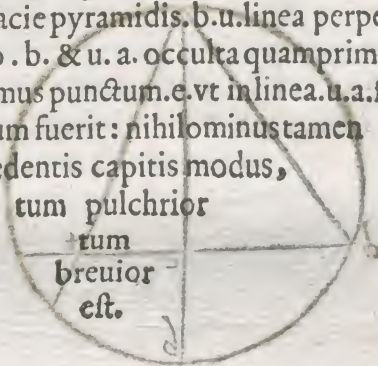 acie pyramidis.b.u.linea perpe
o . b. & u. a. occulta quamprim
mus punctum.e.vt in linea.u.a.f
um fuerit : nihilominus tamen
edentis capitis modus,
tum pulchrior
tum
breuior
est.
d